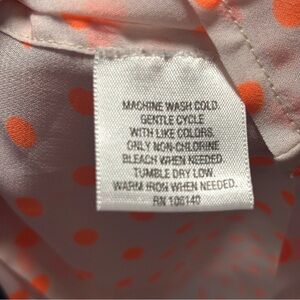 MACHINE WASH COLD.
GENTLE CYCLE
WITH LIKE COLORS.
ONLY NON-CHLORINE
BLEACH WHEN NEEDED.
TUMBLE DRY LOW.
WARM IRON WHEN NEEDED.
RN 106140